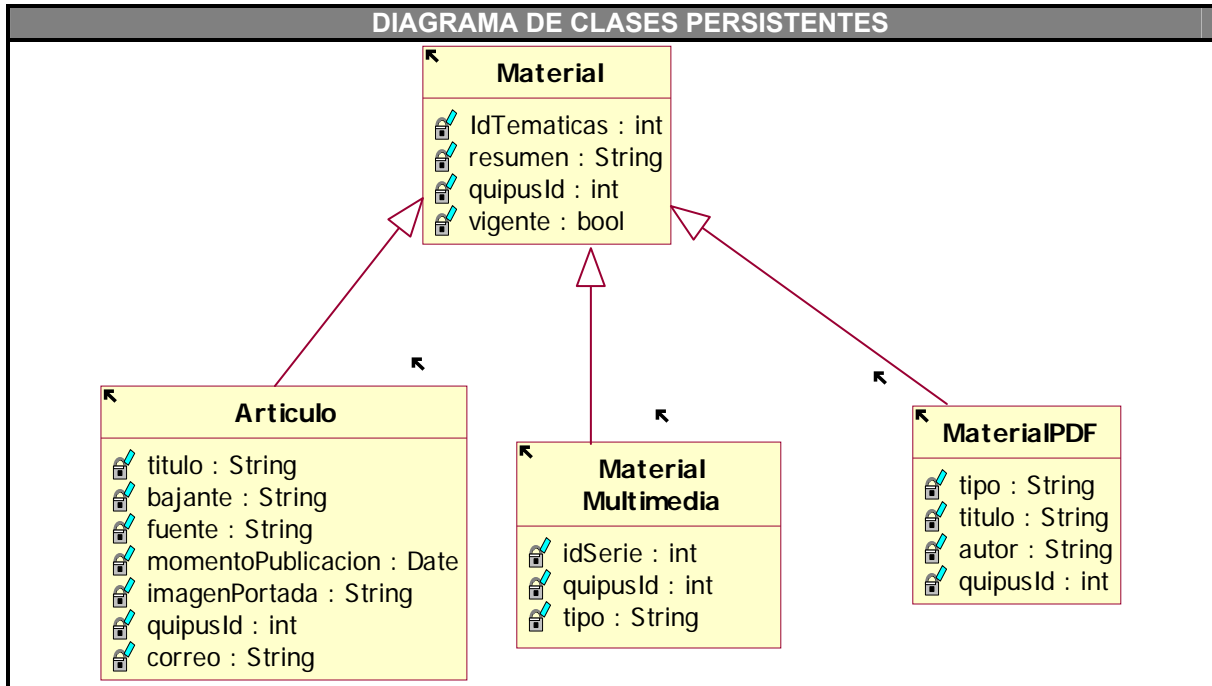 DIAGRAMA DE CLASES PERSISTENTES
Material
IdTematicas : int
resumen : String
quipusId : int
vigente : bool
Articulo
titulo : String
bajante : String
fuente : String
momentoPublicacion : Date
imagenPortada : String
quipusId : int
correo : String
Material
Multimedia
idSerie : int
quipusId : int
tipo : String
MaterialPDF
tipo : String
titulo : String
autor : String
quipusId : int